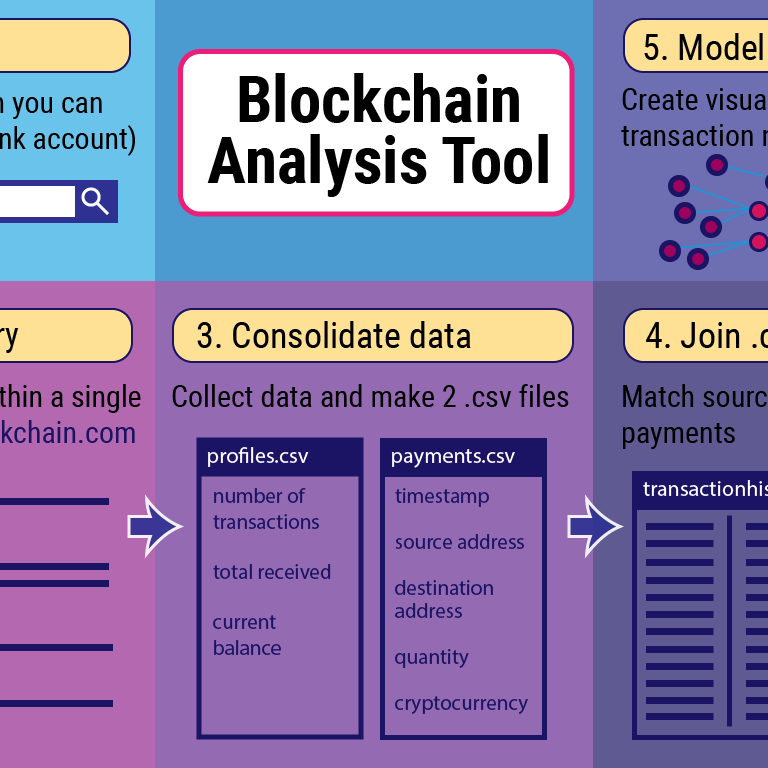 you can
nk account)
Blockchain
Analysis Tool
5. Model
Create visua
transaction
ry
thin a single
kchain.com
3. Consolidate data
Collect data and make 2 .csv files
profiles.csv
number of
transactions
total received
current
balance
payments.csv
timestamp
source address
destination
address
quantity
cryptocurrency
4. Join .c
Match sourc
payments
transactionhis